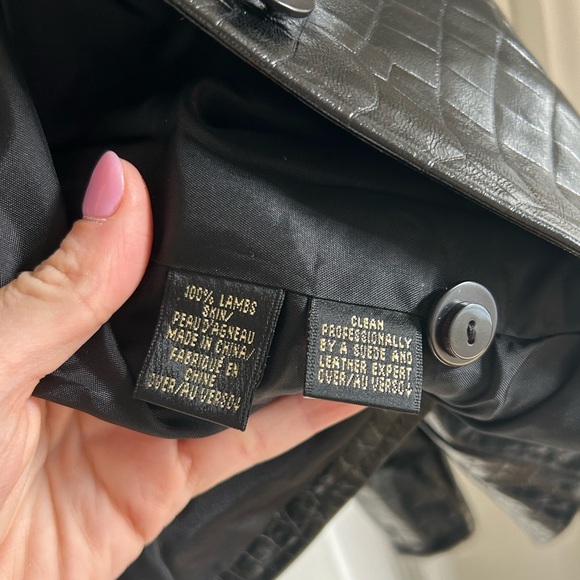 100% LAMBS
SKIN/
PEAU D'AGNEAU
MADE IN CHINA/
FABRIQUÉ EN
CHINE
OVER/AU VERSO↷
CLEAN
PROFESSIONALLY
BY A SUEDE AND
LEATHER EXPERT
OVER/AU VERSO↷